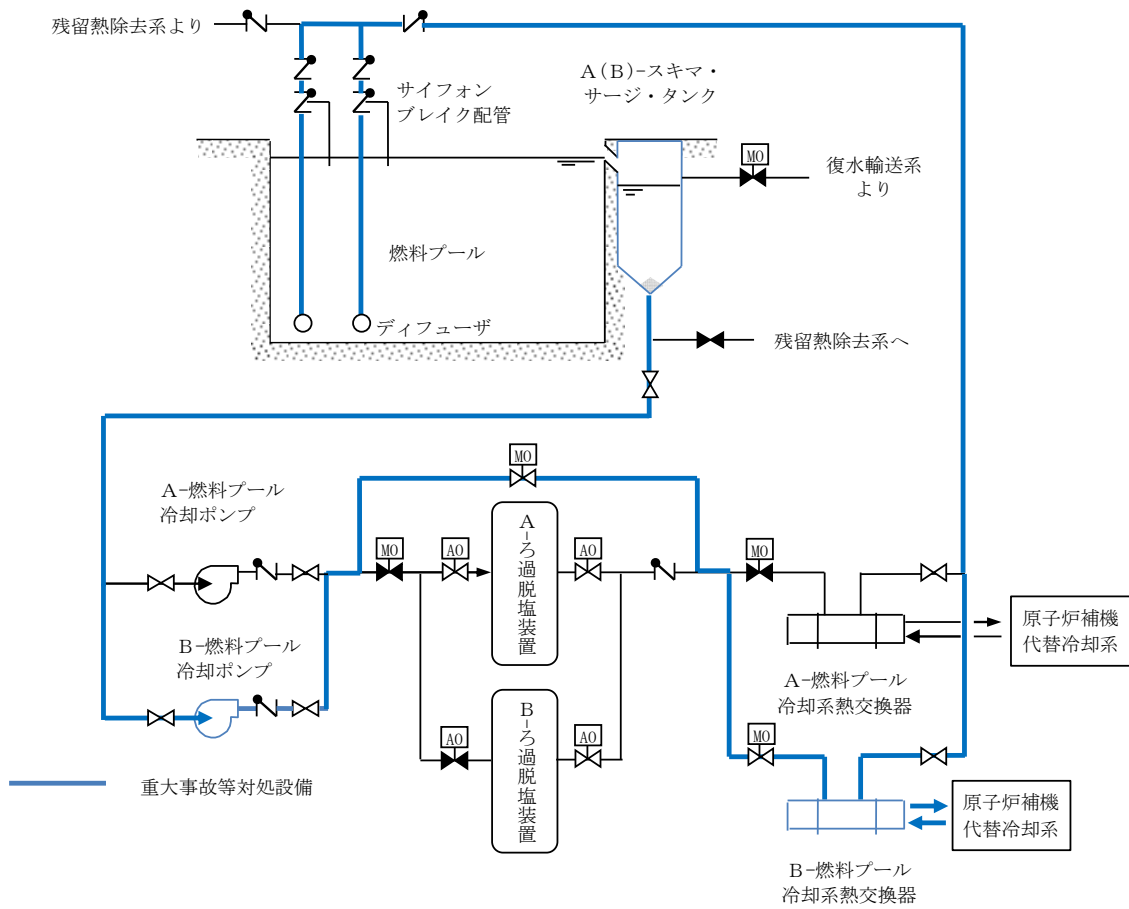 残留熱除去系より
サイフォン
ブレイク配管
A(B)-スキマ・
サージ・タンク
MO
復水輸送系
より
燃料プール
ディフューザ
残留熱除去系へ
MO
A-燃料プール
冷却ポンプ
MO
AO
A-ろ過脱塩装置
AO
MO
原子炉補機
代替冷却系
B-燃料プール
冷却ポンプ
A-燃料プール
冷却系熱交換器
AO
B-ろ過脱塩装置
AO
MO
重大事故等対処設備
原子炉補機
代替冷却系
B-燃料プール
冷却系熱交換器